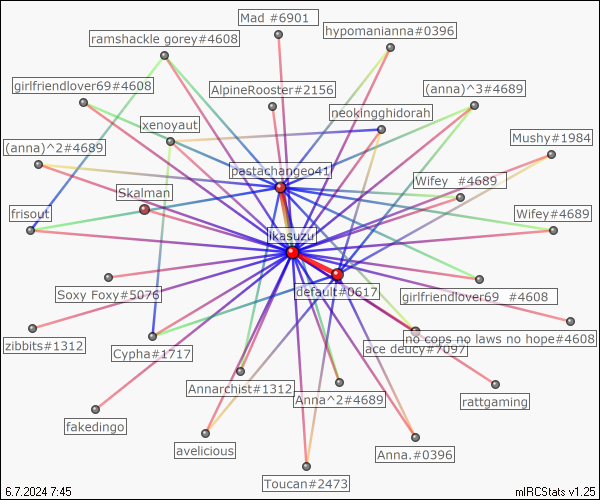 Mad #6901
ramshackle gorey#4608
hypomanianna#0396
girlfriendlover69#4608
AlpineRooster#2156
(anna)^3#4689
neokingghidorah
xenoyaut
Mushy#1984
(anna)^2#4689
pastachangeo41
Wifey #4689
Skalman
frisout
Wifey#4689
ikasuzu
Soxy Foxy#5076
default#0617
girlfriendlover69 #4608
zibbits#1312
Cypha#1717
no cops no laws no hope#4608
ace deucy#7097
Annarchist#1312
Anna^2#4689
rattgaming
fakedingo
avelicious
Anna.#0396
Toucan#2473
6.7.2024 7:45
mIRCStats v1.25